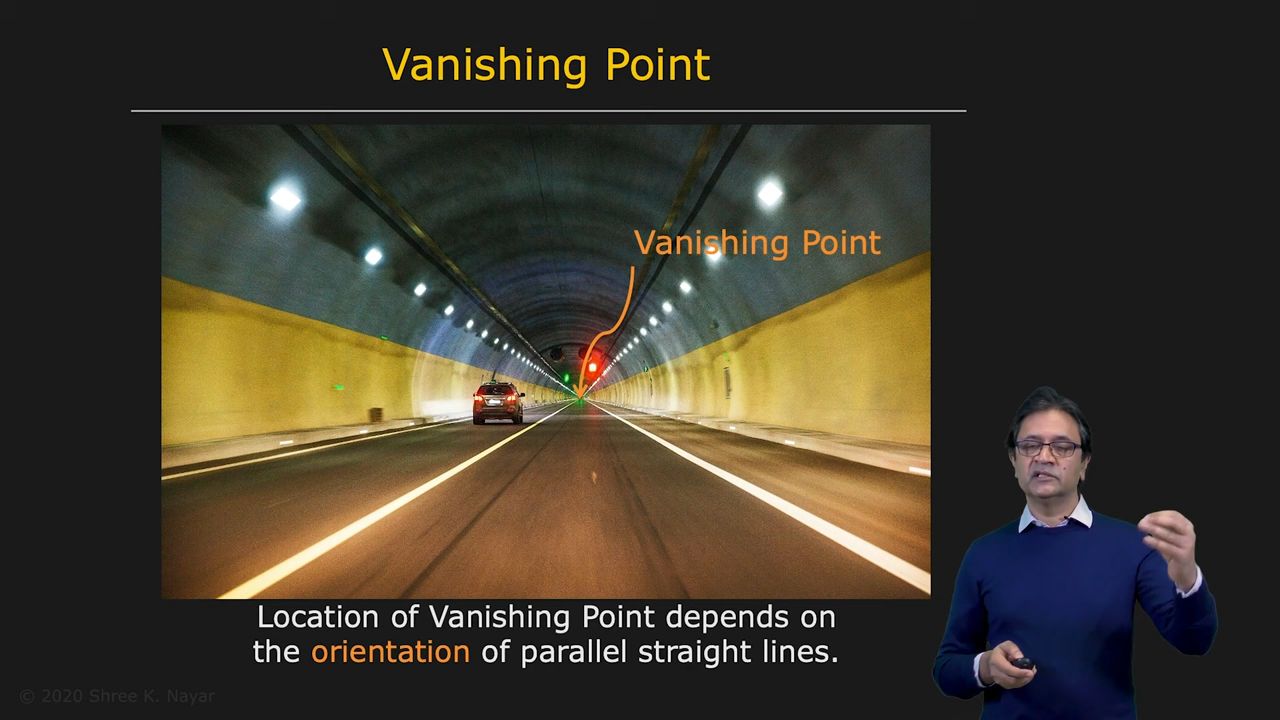 Vanishing Point
Vanishing Point
Location of Vanishing Point depends on
the orientation of parallel straight lines.
© 2020 Shree K. Nayar